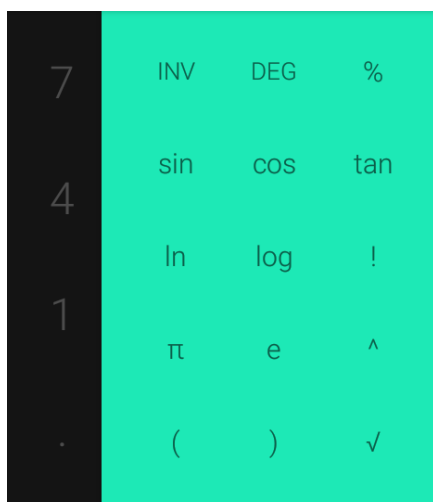 7
INV DEG %
sin cos tan
4
ln log !
1
π e ^
. ( ) √